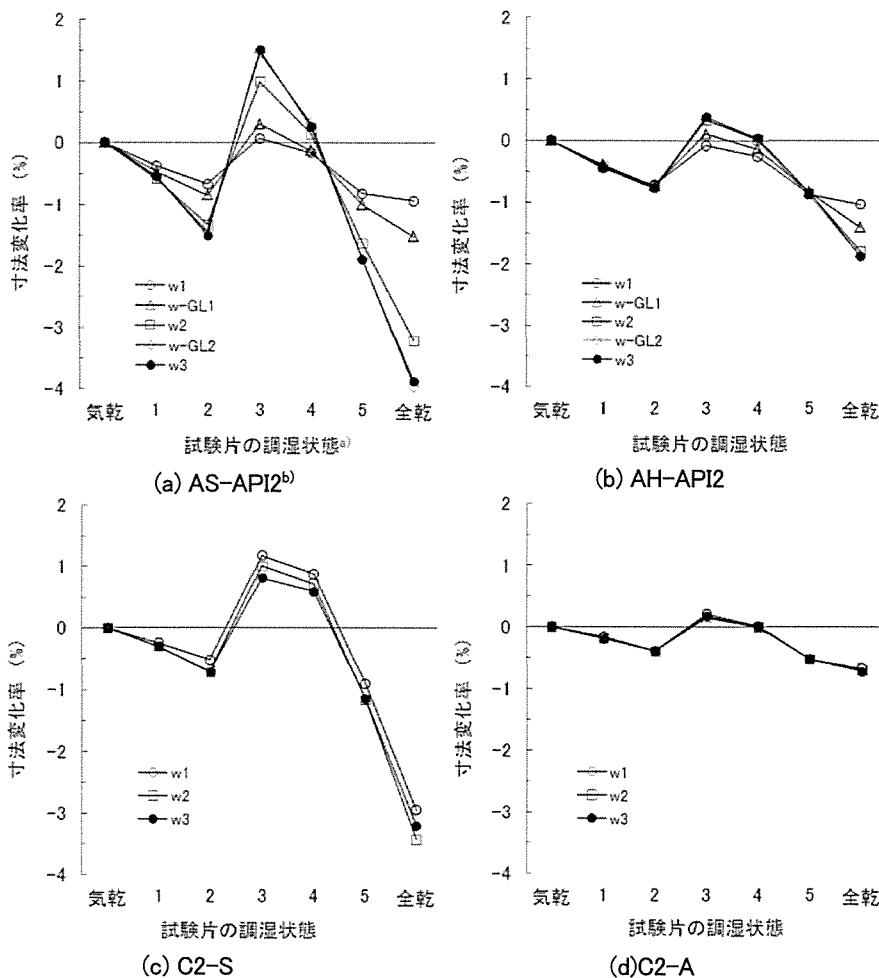 2
1
0
-1
-2
-3
-4
寸法変化率 (%)
w1
w-GL1
w2
w-GL2
w3
気乾 1 2 3 4 5 全乾
試験片の調湿状態a)
(a) AS-API2b)
2
1
0
-1
-2
-3
-4
寸法変化率 (%)
w1
w-GL1
w2
w-GL2
w3
気乾 1 2 3 4 5 全乾
試験片の調湿状態
(b) AH-API2
2
1
0
-1
-2
-3
-4
寸法変化率 (%)
w1
w2
w3
気乾 1 2 3 4 5 全乾
試験片の調湿状態
(c) C2-S
2
1
0
-1
-2
-3
-4
寸法変化率 (%)
w1
w2
w3
気乾 1 2 3 4 5 全乾
試験片の調湿状態
(d)C2-A